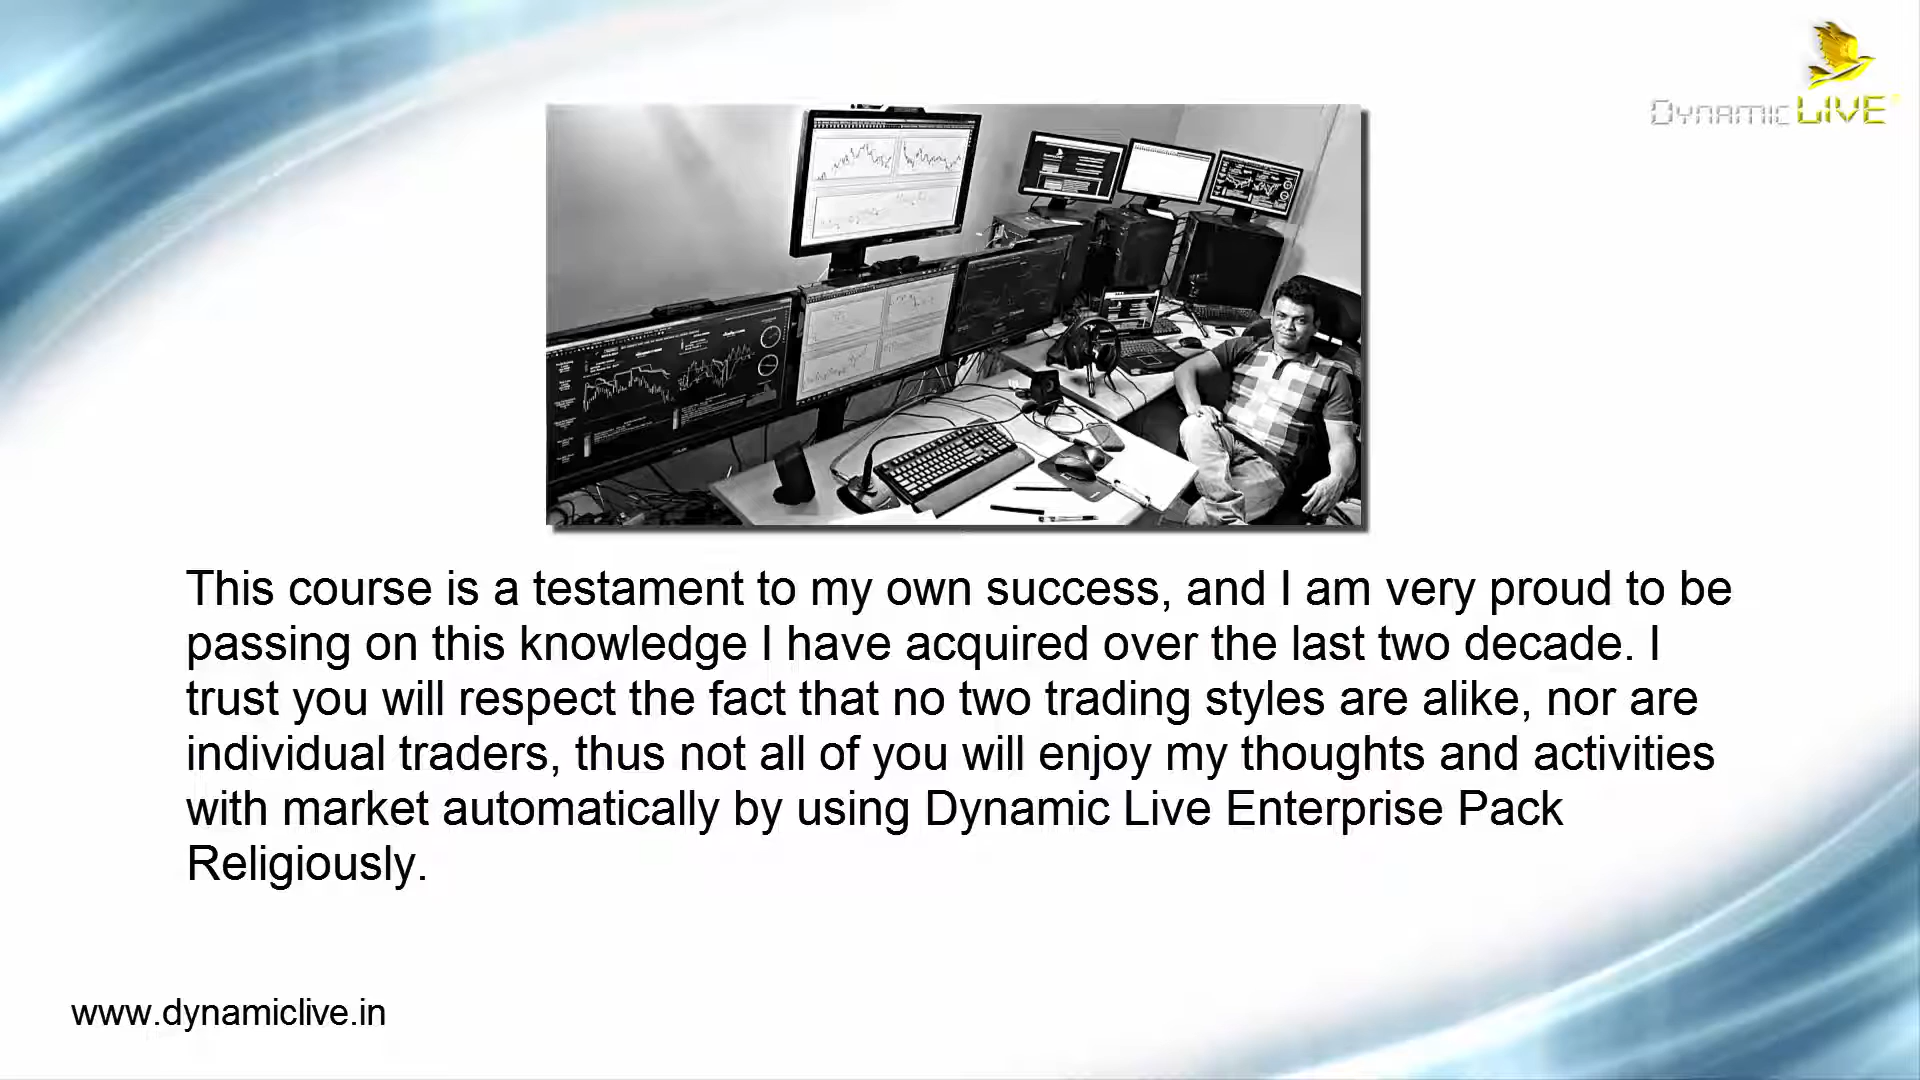 DYNAMIC LIVE
This course is a testament to my own success, and I am very proud to be
passing on this knowledge I have acquired over the last two decade. I
trust you will respect the fact that no two trading styles are alike, nor are
individual traders, thus not all of you will enjoy my thoughts and activities
with market automatically by using Dynamic Live Enterprise Pack
Religiously.
www.dynamiclive.in